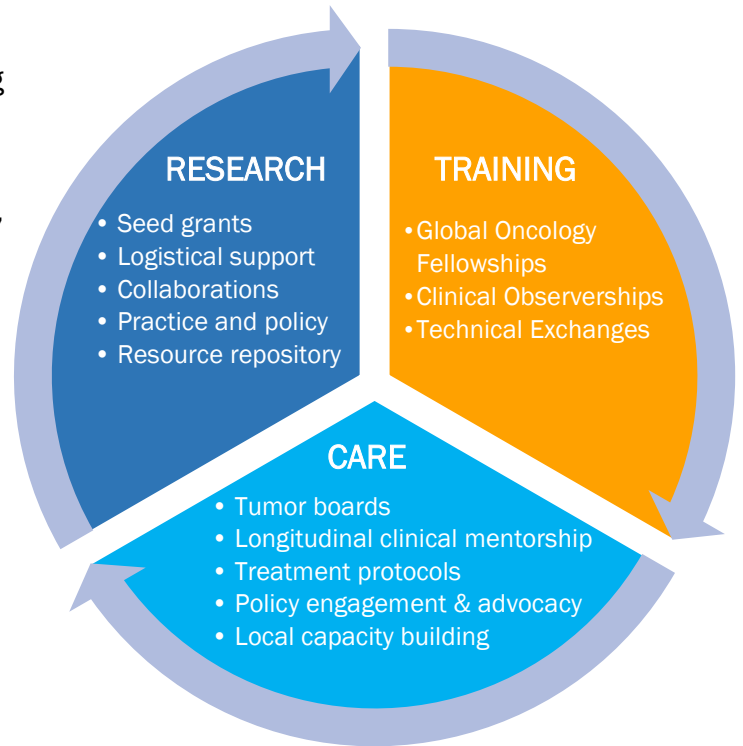 g
,
RESEARCH
• Seed grants
• Logistical support
• Collaborations
• Practice and policy
• Resource repository
TRAINING
•Global Oncology
Fellowships
•Clinical Observerships
•Technical Exchanges
CARE
• Tumor boards
• Longitudinal clinical mentorship
• Treatment protocols
• Policy engagement & advocacy
• Local capacity building